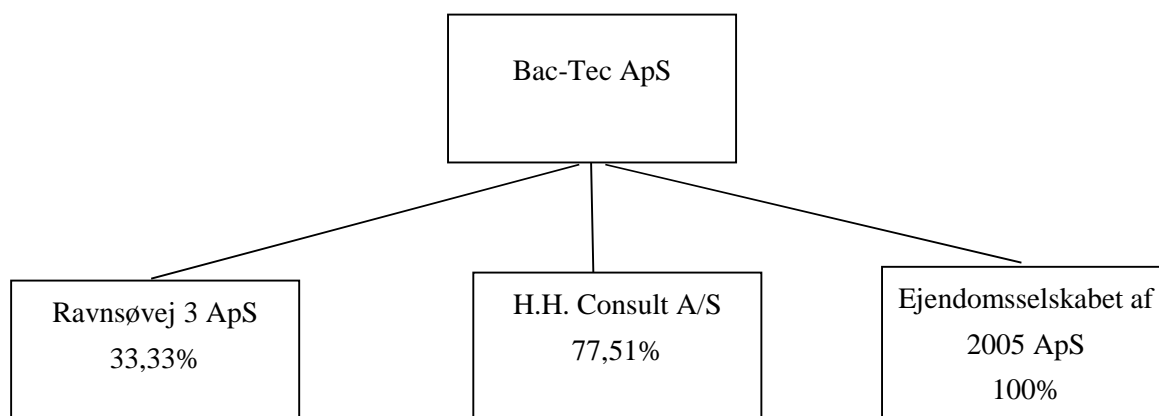 Bac-Tec ApS
Ravnsøvej 3 ApS
33,33%
H.H. Consult A/S
77,51%
Ejendomsselskabet af
2005 ApS
100%